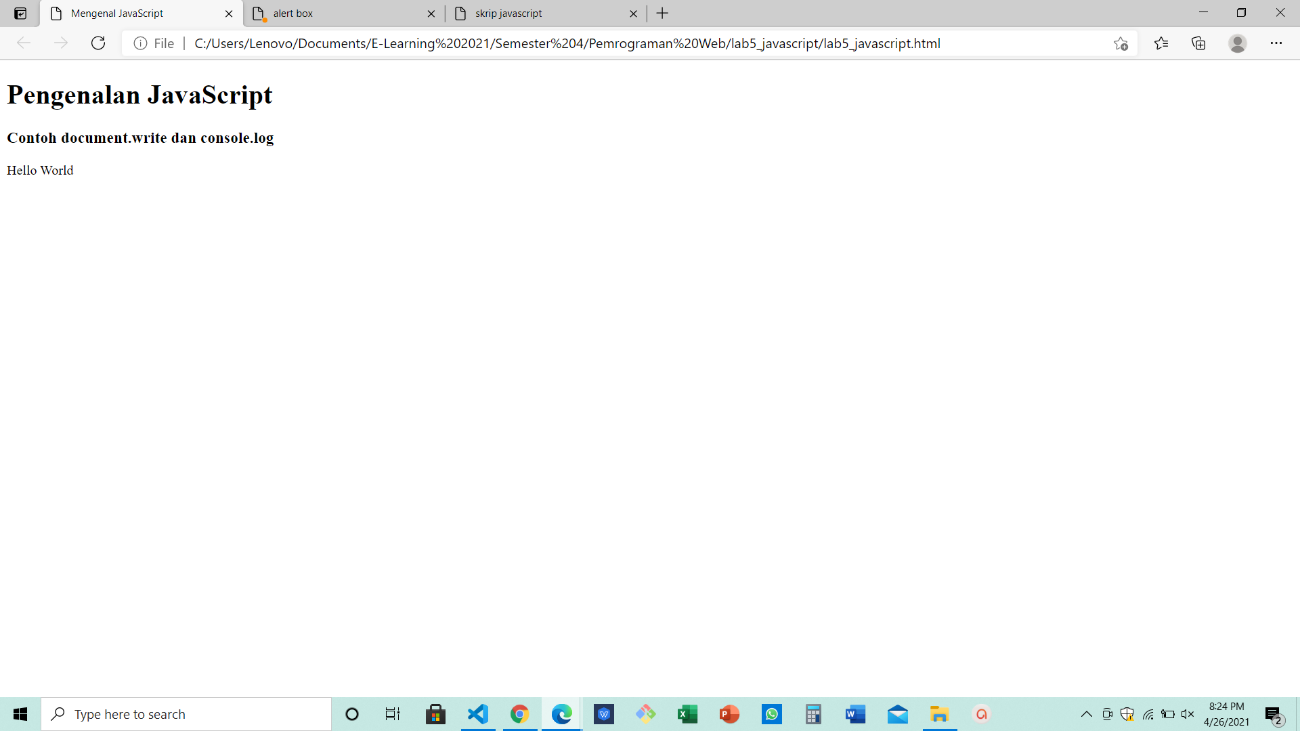 Mengenal JavaScript
alert box
skrip javascript
File
C:/Users/Lenovo/Documents/E-Learning%202021/Semester%204/Pemrograman%20Web/lab5_javascript/lab5_javascript.html
Pengenalan JavaScript
Contoh document.write dan console.log
Hello World
Type here to search
8:24 PM
4/26/2021
2